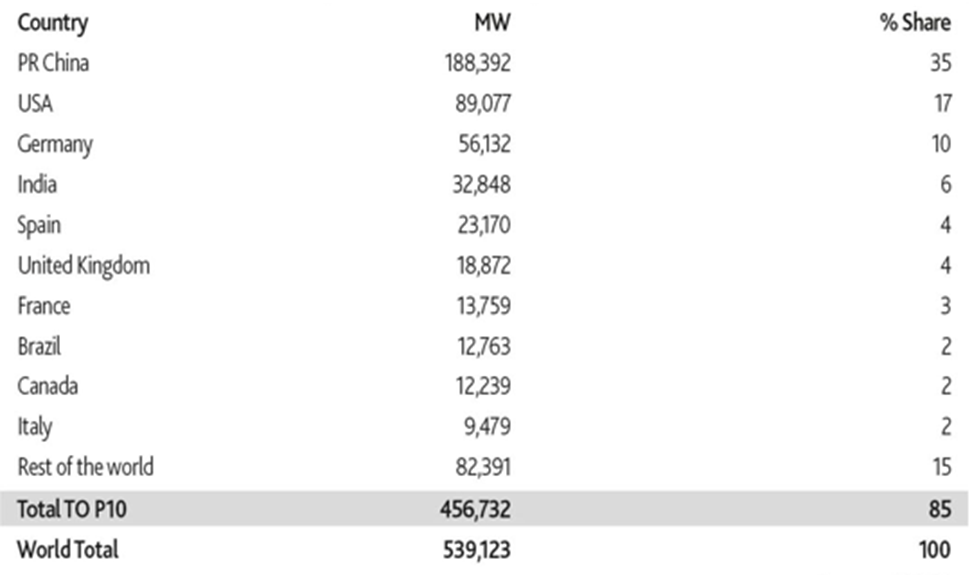 Country MW % Share
PR China 188,392 35
USA 89,077 17
Germany 56,132 10
India 32,848 6
Spain 23,170 4
United Kingdom 18,872 4
France 13,759 3
Brazil 12,763 2
Canada 12,239 2
Italy 9,479 2
Rest of the world 82,391 15
Total TO P10 456,732 85
World Total 539,123 100